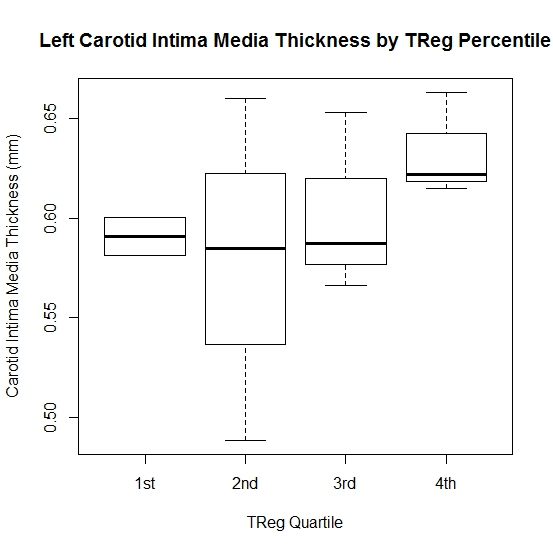 Left Carotid Intima Media Thickness by TReg Percentile
Carotid Intima Media Thickness (mm)
0.65
0.60
0.55
0.50
1st 2nd 3rd 4th
TReg Quartile